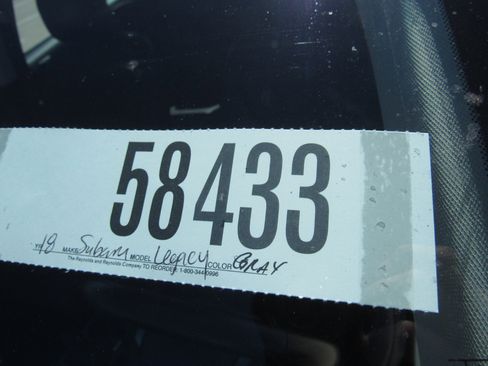 58433
YR 18 MAKE Subaru MODEL Legacy COLOR GRAY
The Reynolds and Reynolds Company TO REORDER: 1-800-344-0996